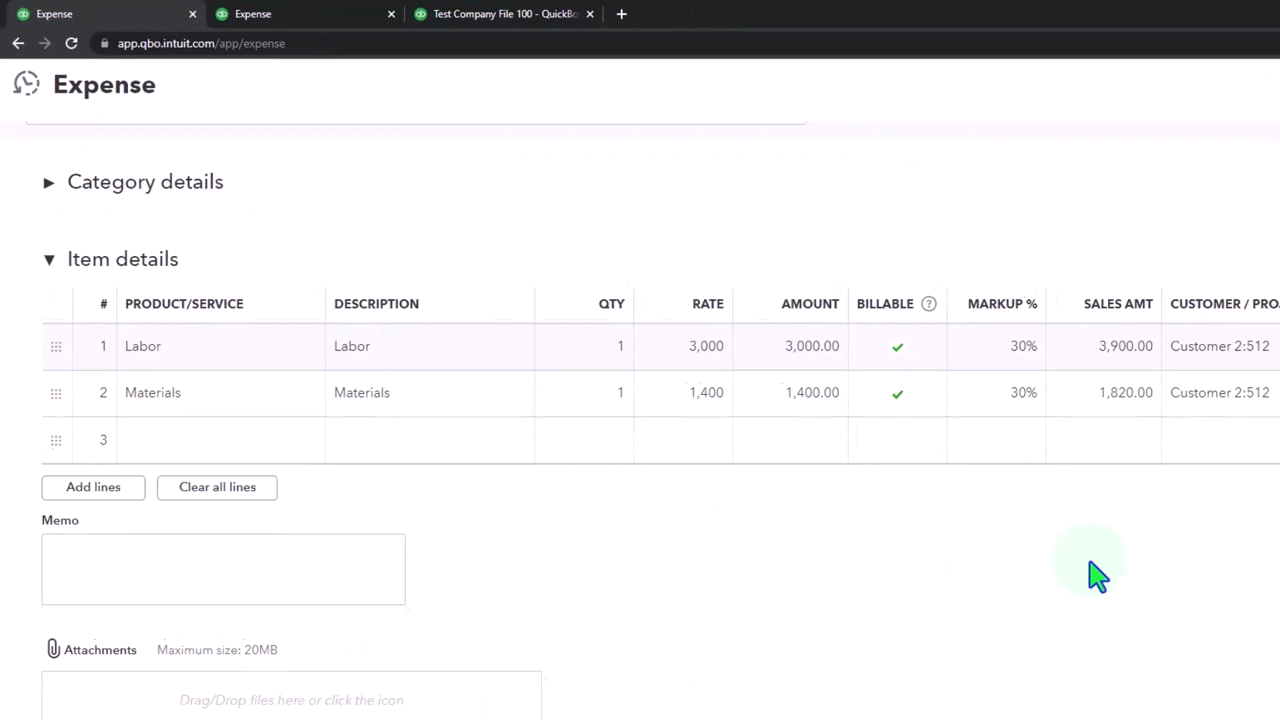 Expense
Expense
Test Company File 100 - QuickBo
app.qbo.intuit.com/app/expense
Expense
Category details
Item details
# PRODUCT/SERVICE DESCRIPTION QTY RATE AMOUNT BILLABLE ? MARKUP % SALES AMT CUSTOMER / PRO
1 Labor Labor 1 3,000 3,000.00 30% 3,900.00 Customer 2:512
2 Materials Materials 1 1,400 1,400.00 30% 1,820.00 Customer 2:512
3
Add lines Clear all lines
Memo
Attachments Maximum size: 20MB
Drag/Drop files here or click the icon